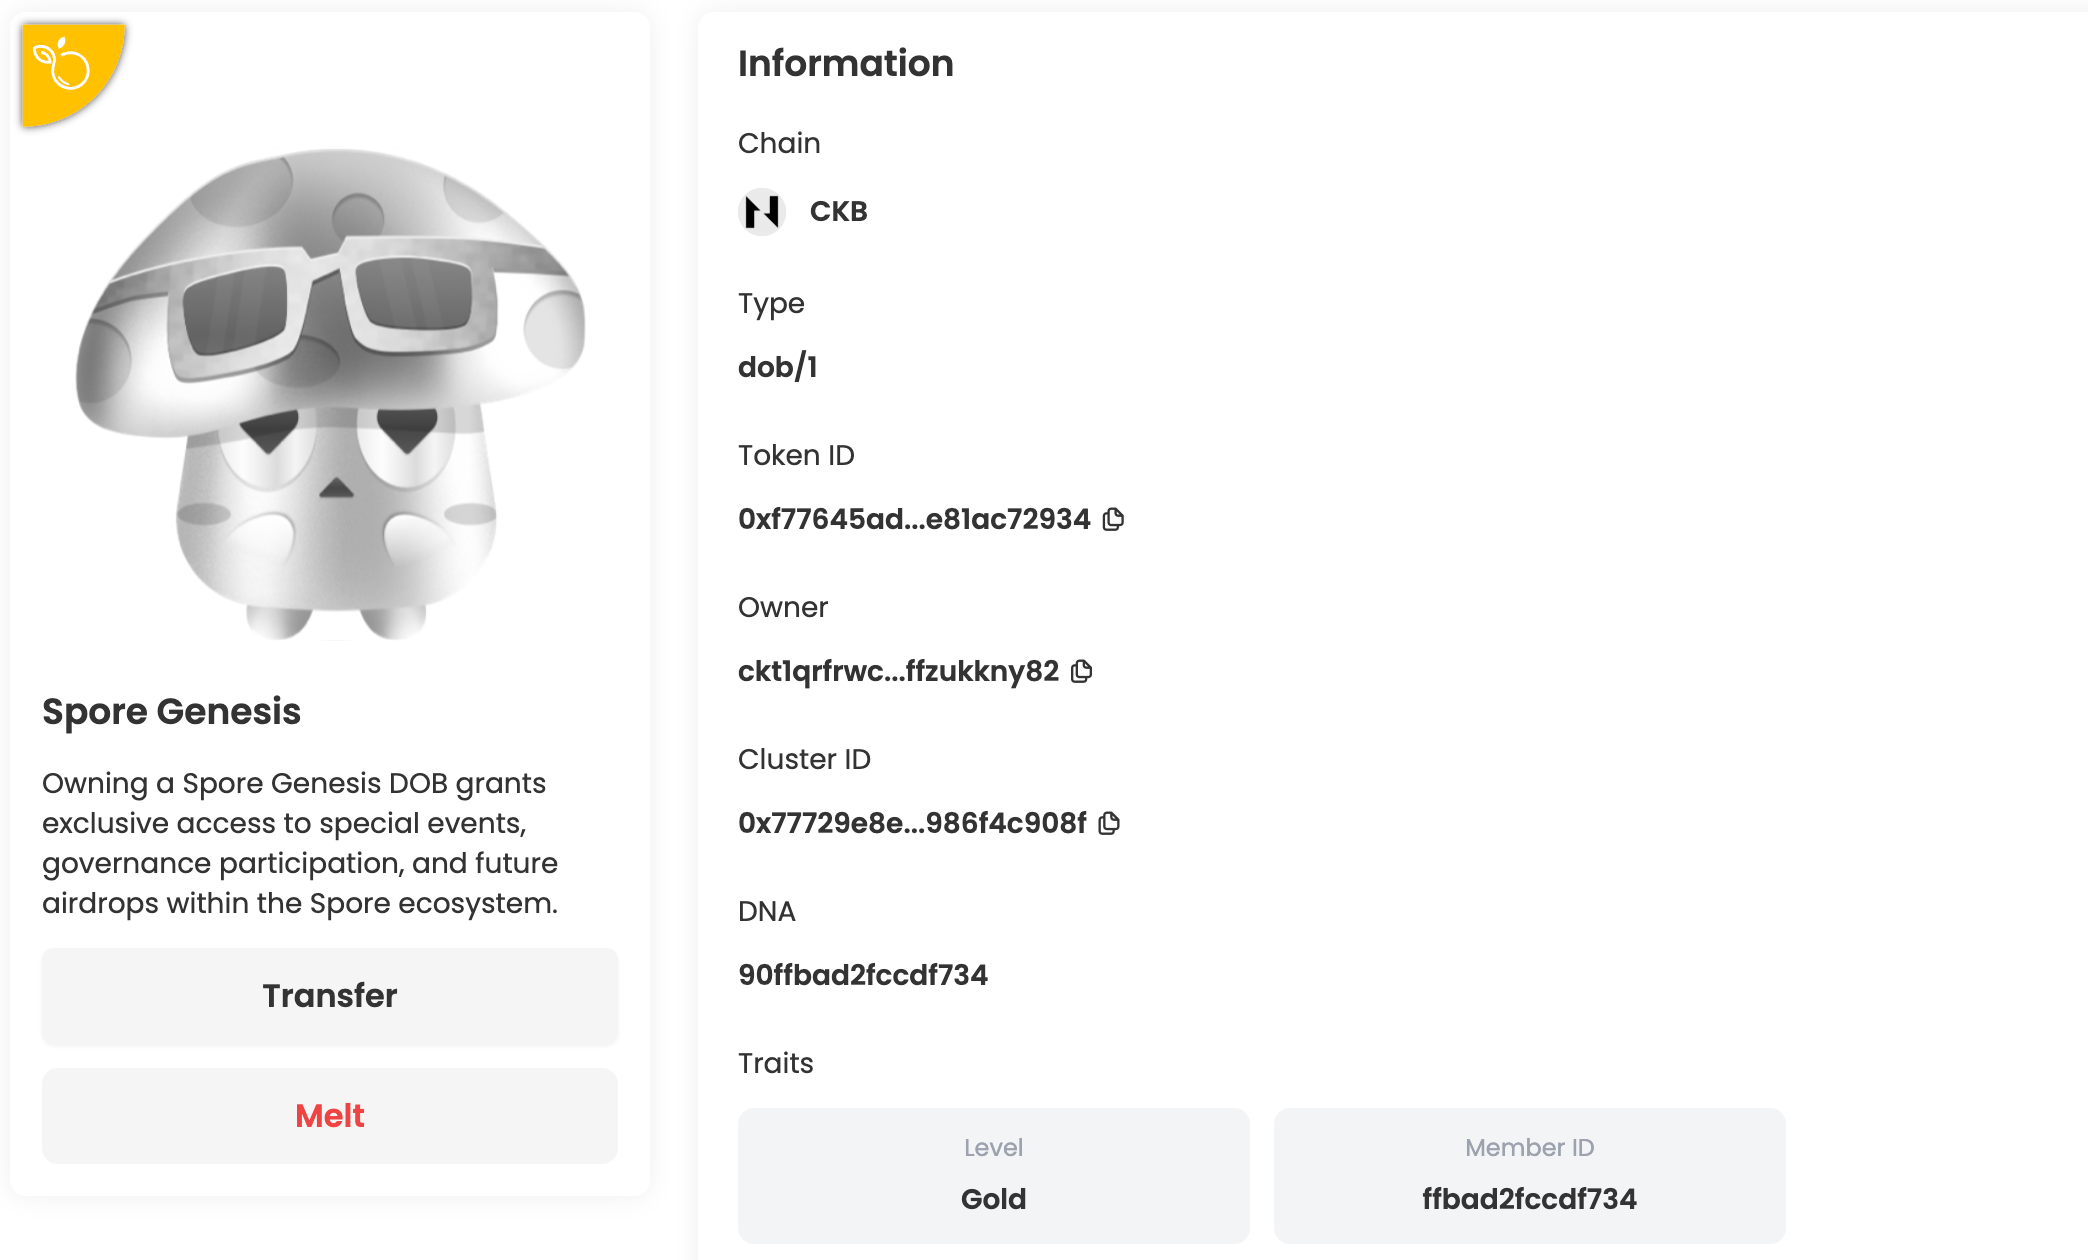 Spore Genesis
Owning a Spore Genesis DOB grants
exclusive access to special events,
governance participation, and future
airdrops within the Spore ecosystem.
Transfer
Melt
Information
Chain
CKB
Type
dob/1
Token ID
0xf77645ad...e81ac72934
Owner
ckt1qrfrwc...ffzukkny82
Cluster ID
0x77729e8e...986f4c908f
DNA
90ffbad2fccdf734
Traits
Level
Gold
Member ID
ffbad2fccdf734